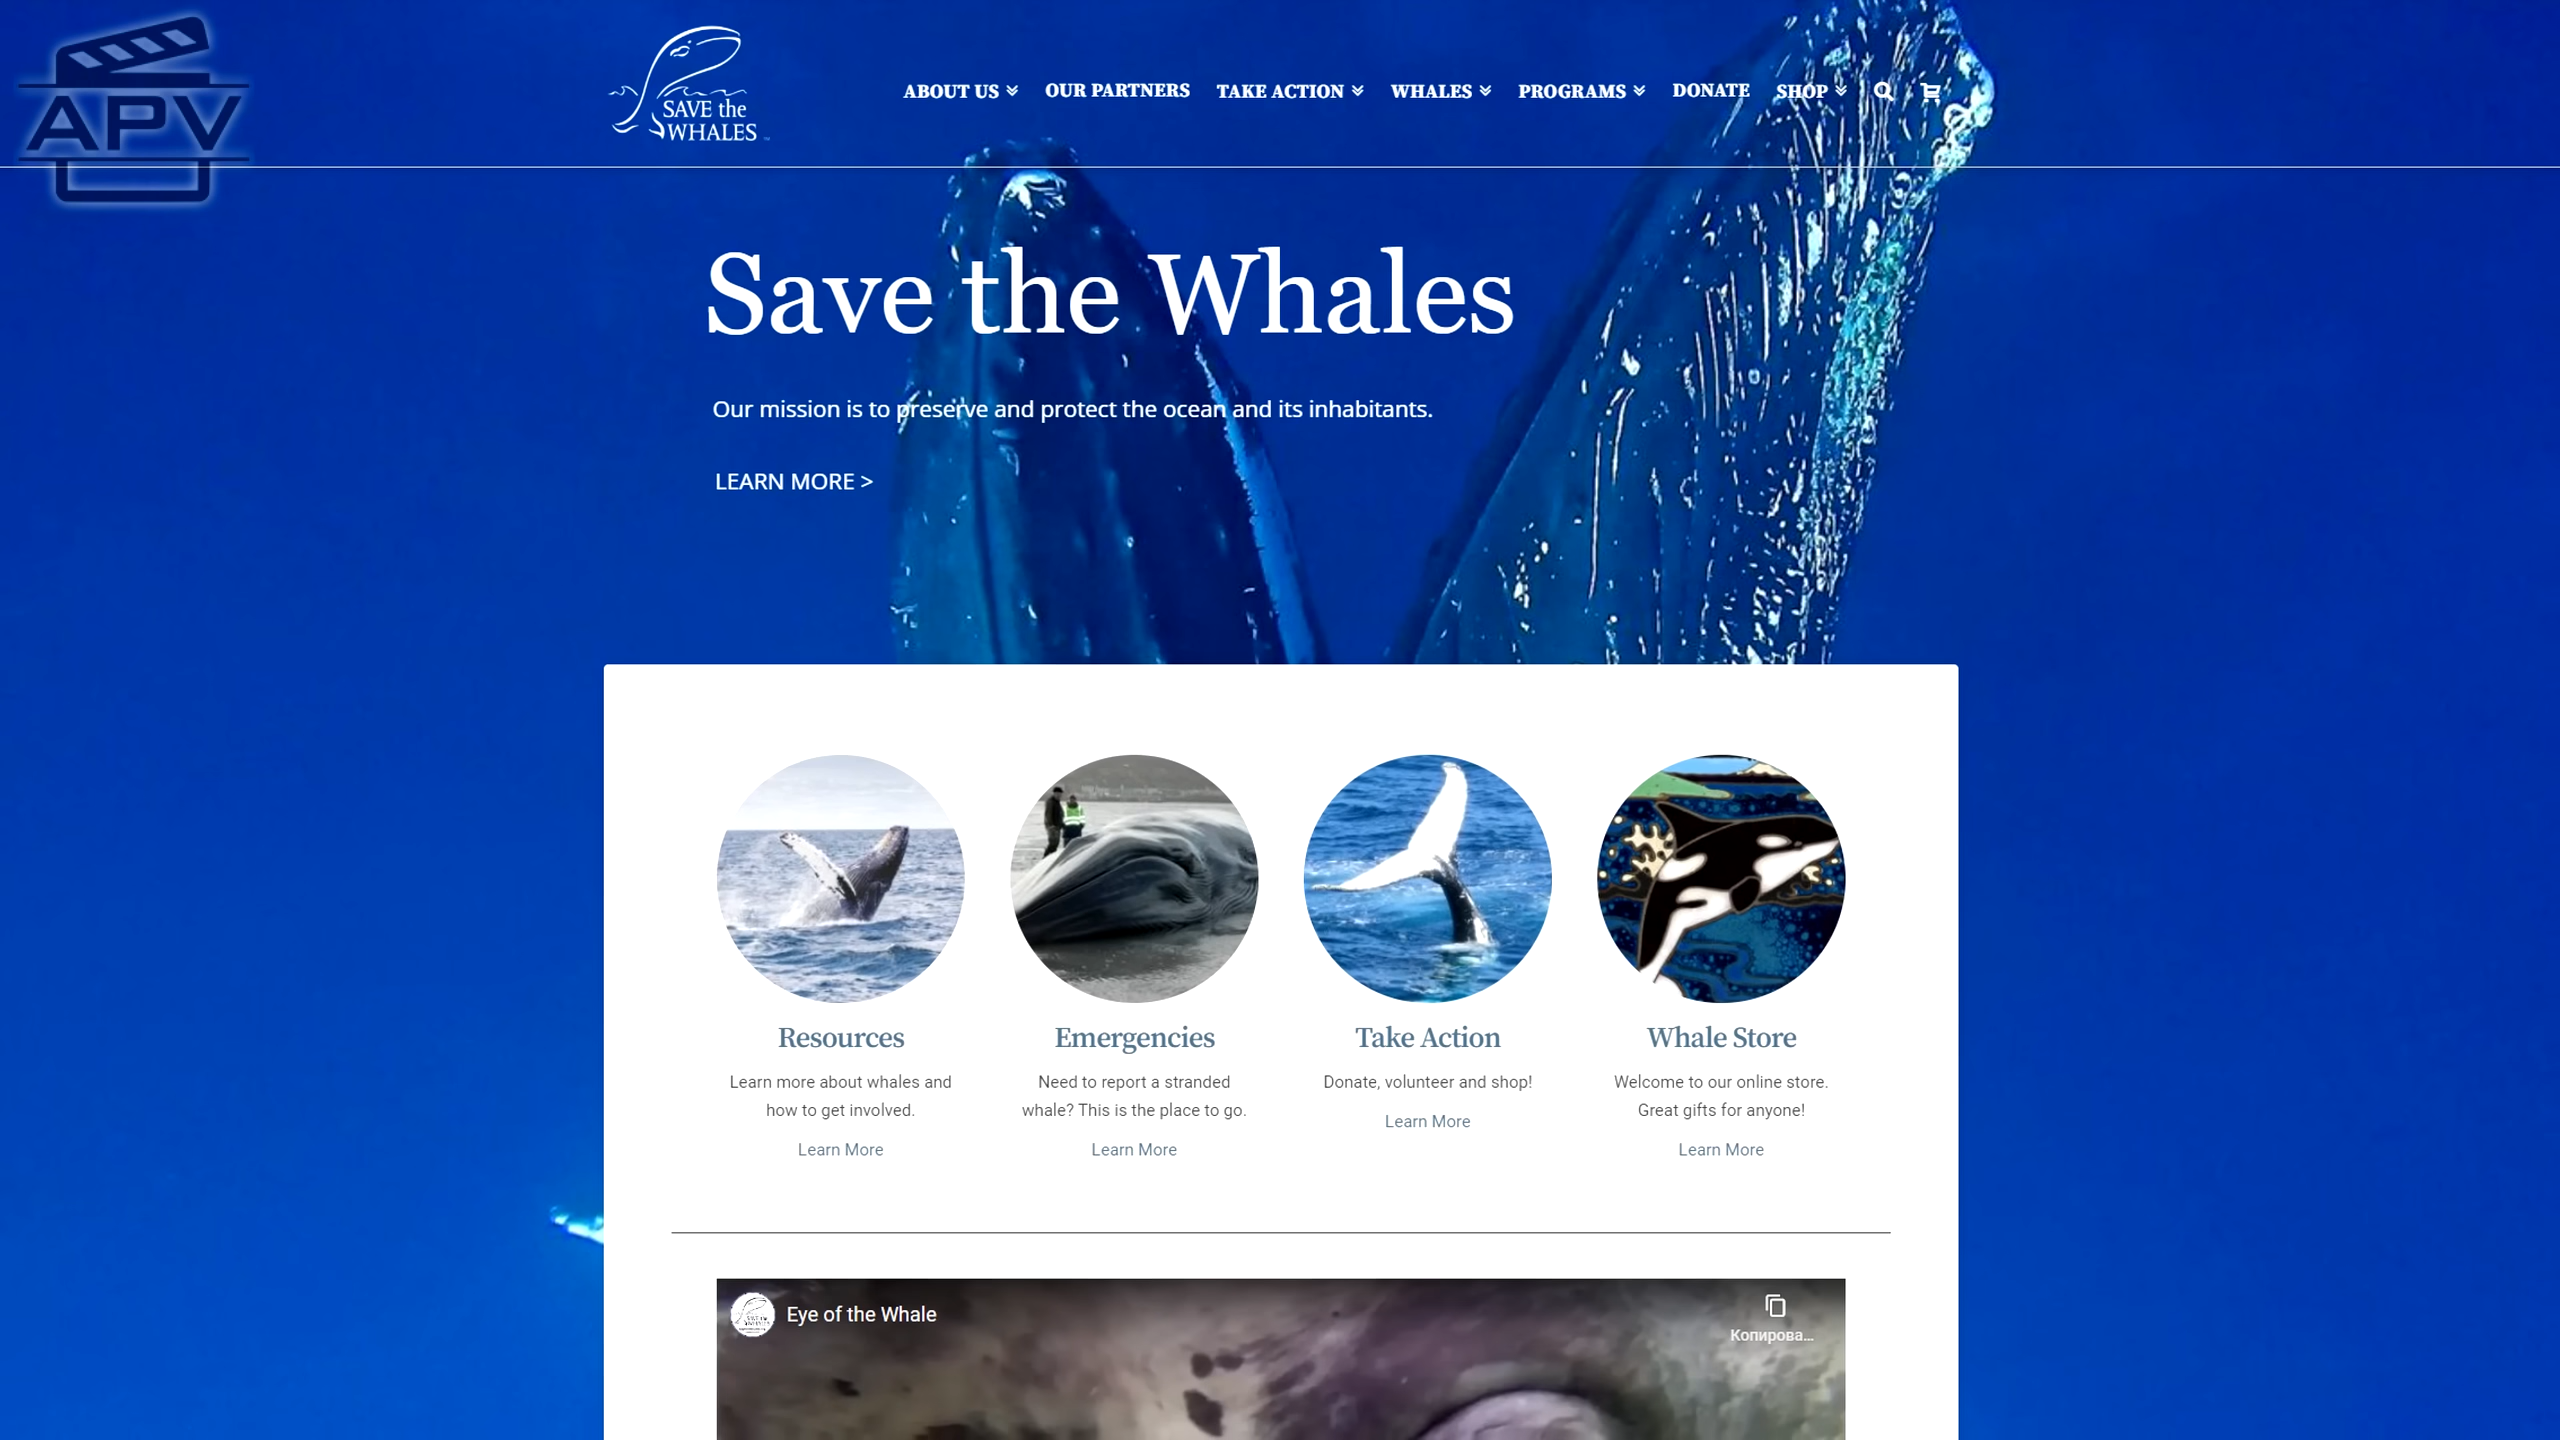 APV
SAVE the
WHALES
ABOUT US
OUR PARTNERS
TAKE ACTION
WHALES
PROGRAMS
DONATE
SHOP
Save the Whales
Our mission is to preserve and protect the ocean and its inhabitants.
LEARN MORE >
Resources
Learn more about whales and
how to get involved.
Learn More
Emergencies
Need to report a stranded
whale? This is the place to go.
Learn More
Take Action
Donate, volunteer and shop!
Learn More
Whale Store
Welcome to our online store.
Great gifts for anyone!
Learn More
Eye of the Whale
Копирова...